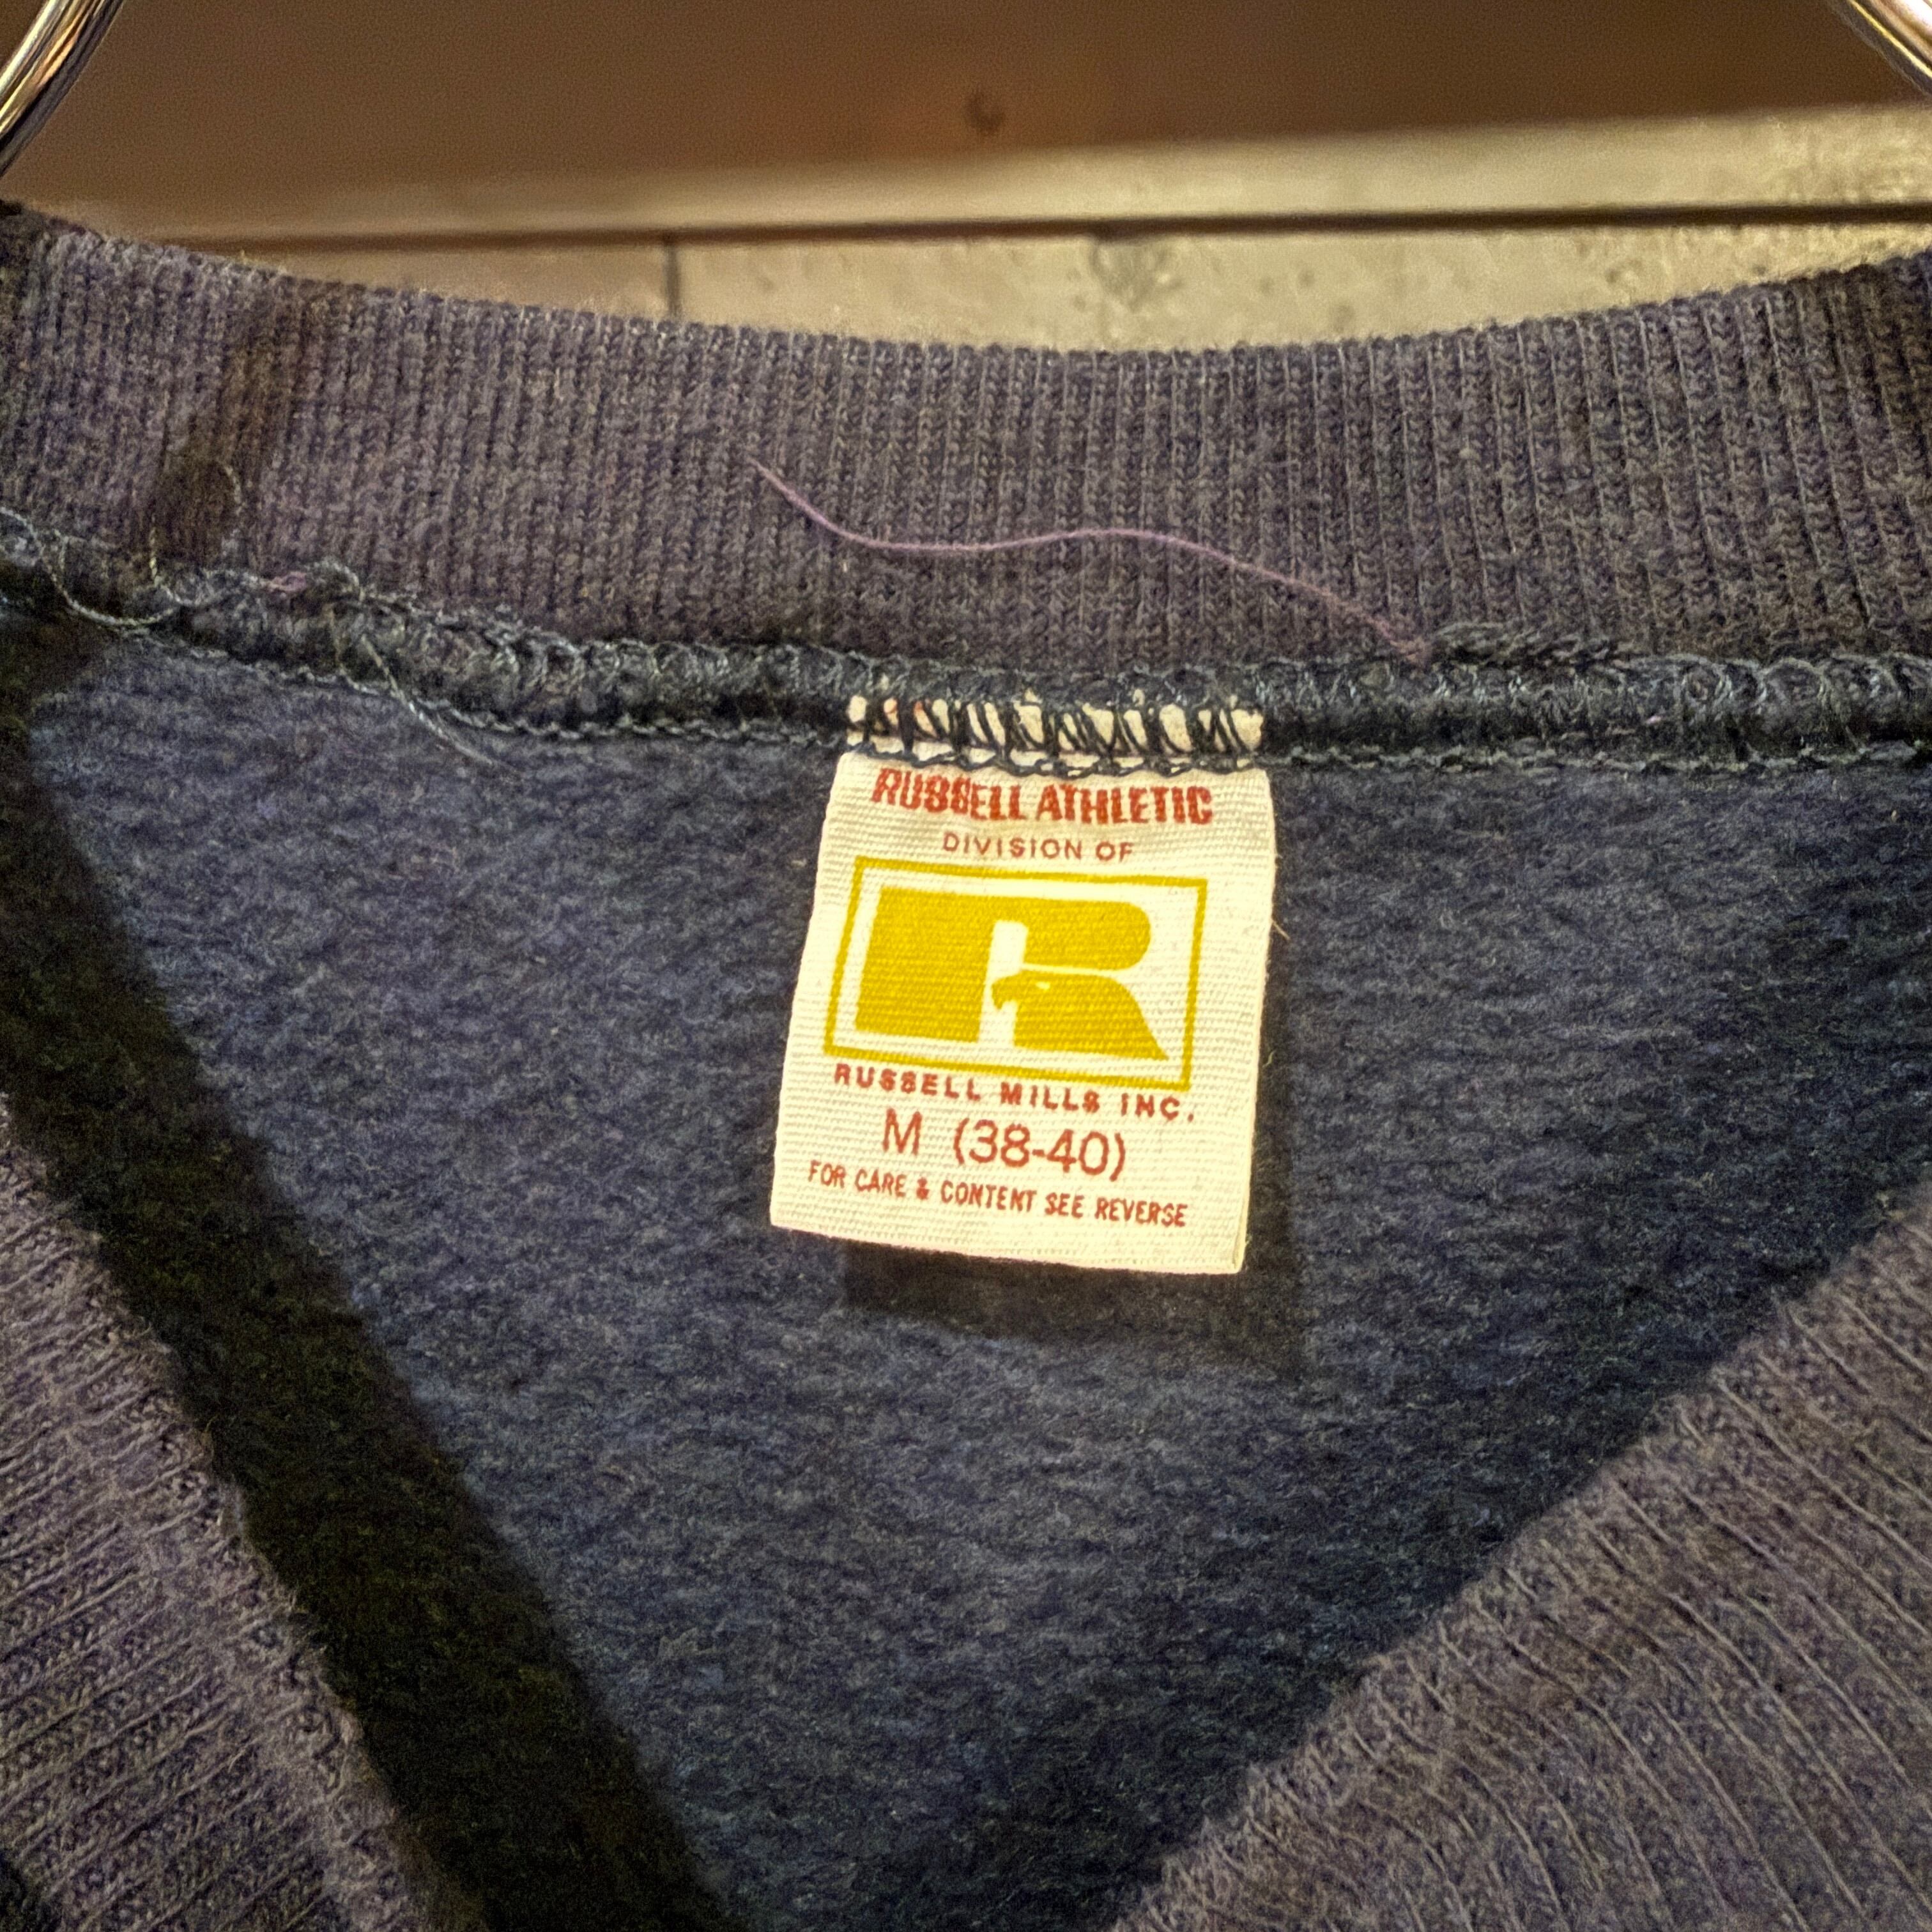 RUSSELL ATHLETIC
DIVISION OF
R
RUSSELL MILLS INC.
M (38-40)
FOR CARE & CONTENT SEE REVERSE